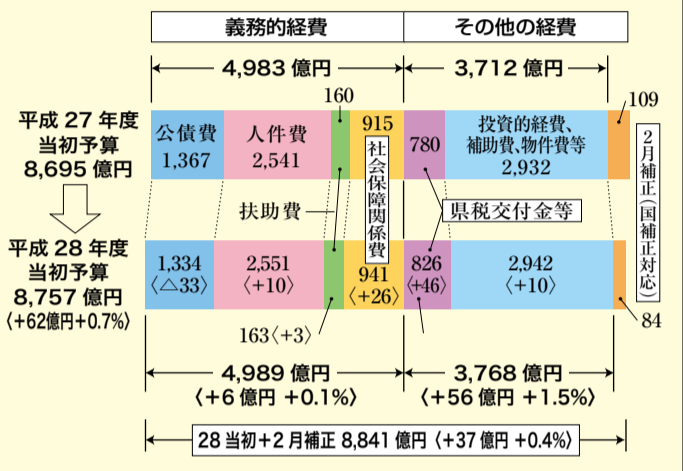 義務的経費
その他の経費
4,983 億円
3,712 億円
160
109
平成 27 年度
当初予算
8,695 億円
公債費
1,367
人件費
2,541
915
780
投資的経費、
補助費、物件費等
2,932
社会保障関係費
2月補正(国補正対応)
扶助費
県税交付金等
平成 28 年度
当初予算
8,757 億円
〈+62億円+0.7%〉
1,334
〈△33〉
2,551
〈+10〉
941
〈+26〉
826
〈+46〉
2,942
〈+10〉
163〈+3〉
84
4,989 億円
〈+6 億円 +0.1%〉
3,768 億円
〈+56 億円 +1.5%〉
28 当初+2 月補正 8,841 億円〈+37 億円 +0.4%〉